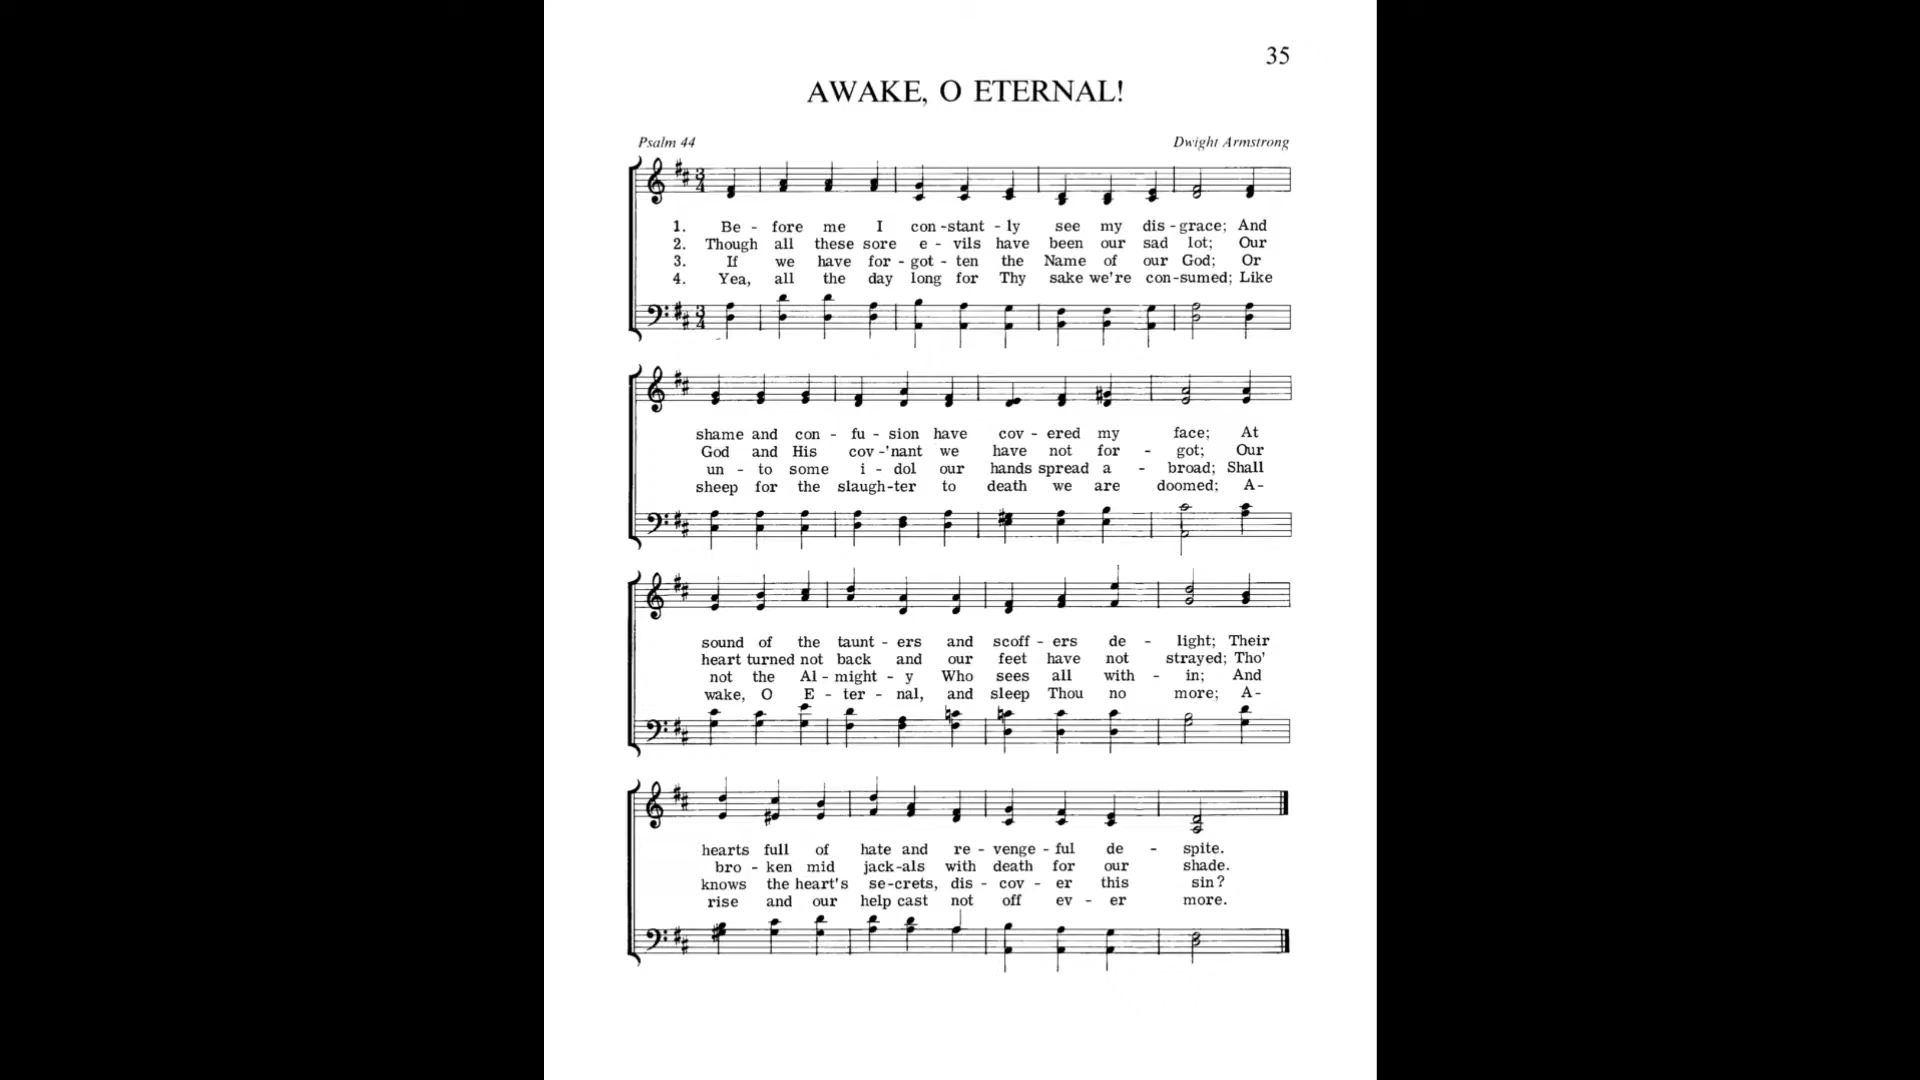 35
AWAKE, O ETERNAL!
Psalm 44 Dwight Armstrong
1. Be - fore me I con - stant - ly see my dis - grace; And
2. Though all these sore e - vils have been our sad lot; Our
3. If we have for - got - ten the Name of our God; Or
4. Yea, all the day long for Thy sake we're con - sumed; Like
shame and con - fu - sion have cov - ered my face; At
God and His cov - 'nant we have not for - got; Our
un - to some i - dol our hands spread a - broad; Shall
sheep for the slaugh - ter to death we are doomed; A-
sound of the taunt - ers and scoff - ers de - light; Their
heart turned not back and our feet have not strayed; Tho'
not the Al - might - y Who sees all with - in; And
wake, O E - ter - nal, and sleep Thou no more; A-
hearts full of hate and re - venge - ful de - spite.
bro - ken mid jack - als with death for our shade.
knows the heart's se - crets, dis - cov - er this sin?
rise and our help cast not off ev - er more.